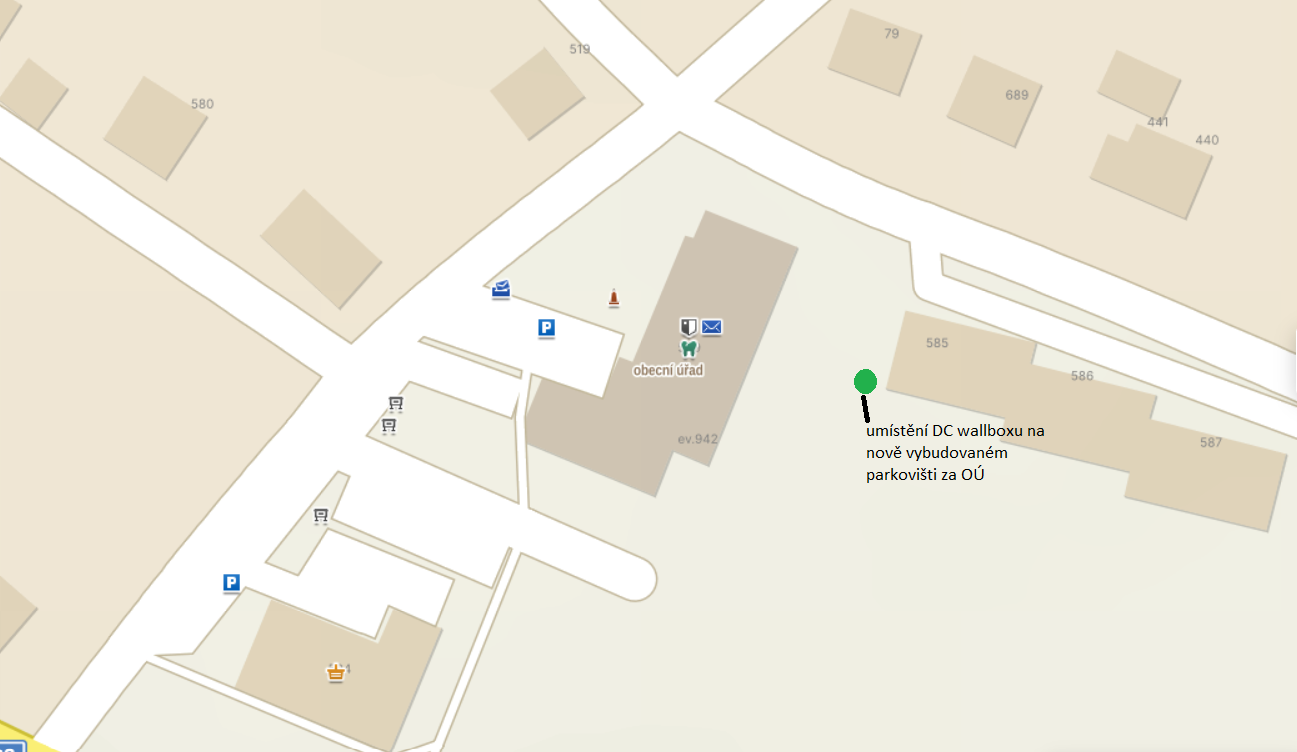 79
519
689
580
441
440
P
585
obecní úřad
586
ev.942
umístění DC wallboxu na
nově vybudovaném
parkovišti za OÚ
587
P